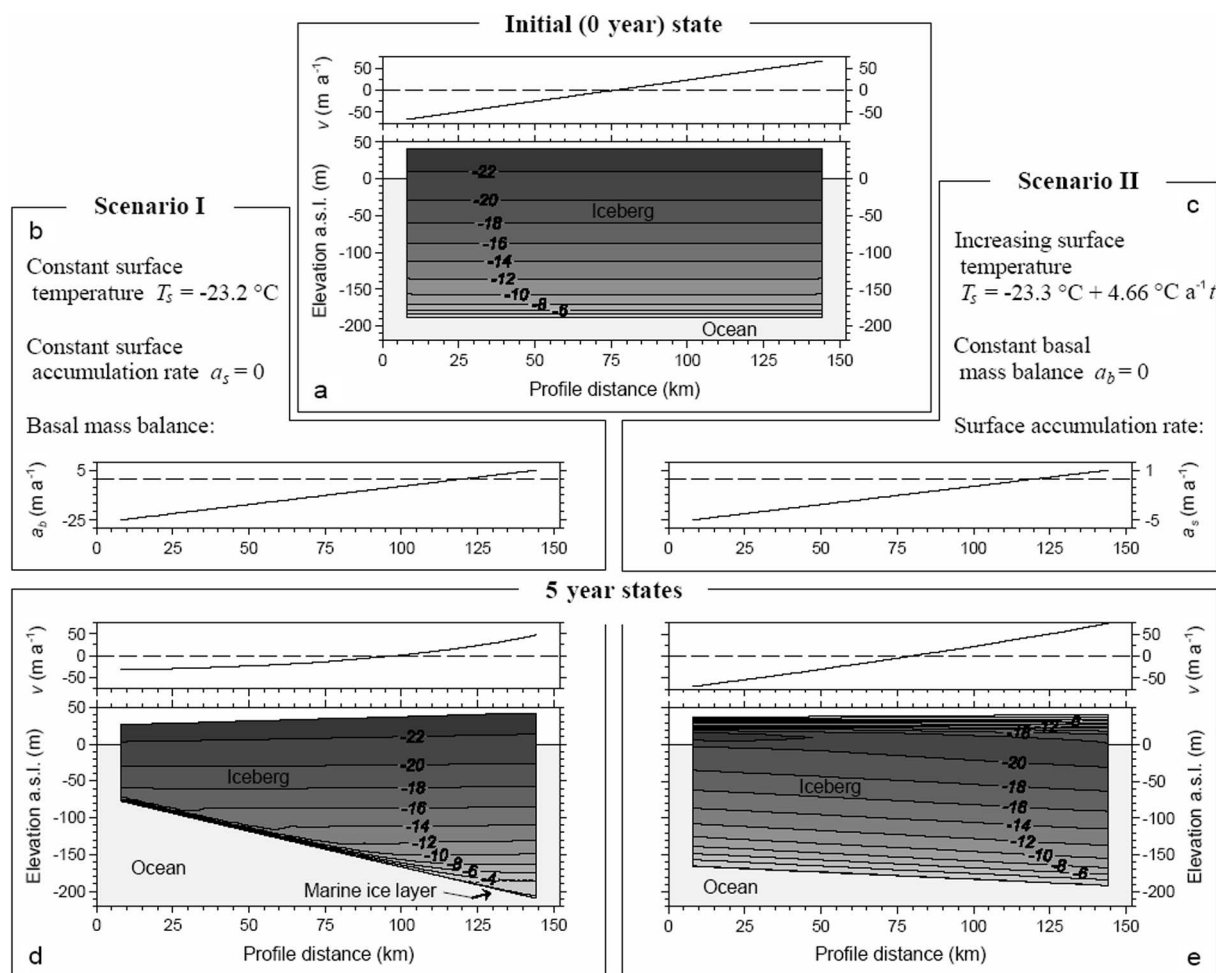 Initial (0 year) state
v (m a⁻¹)
50
0
-50
50
0
-50
Elevation a.s.l. (m)
50
0
-50
-100
-150
-200
-22
-20
-18
-16
-14
-12
-10
-8
-6
Iceberg
Ocean
50
0
-50
-100
-150
-200
0 25 50 75 100 125 150
Profile distance (km)
a
Scenario I
b
Constant surface
temperature Tₛ = -23.2 °C
Constant surface
accumulation rate aₛ = 0
Basal mass balance:
a_b (m a⁻¹)
5
-25
0 25 50 75 100 125 150
Scenario II
c
Increasing surface
temperature
Tₛ = -23.3 °C + 4.66 °C a⁻¹ t
Constant basal
mass balance a_b = 0
Surface accumulation rate:
1
-5
aₛ (m a⁻¹)
0 25 50 75 100 125 150
5 year states
v (m a⁻¹)
50
0
-50
Elevation a.s.l. (m)
50
0
-50
-100
-150
-200
-22
-20
Iceberg
-18
-16
-14
-12
-10
-8
-6
-4
Ocean
Marine ice layer
0 25 50 75 100 125 150
Profile distance (km)
d
50
0
-50
v (m a⁻¹)
-18
-12
-6
-20
Iceberg
-18
-16
-14
-12
-10
-8
-6
Ocean
50
0
-50
-100
-150
-200
Elevation a.s.l. (m)
0 25 50 75 100 125 150
Profile distance (km)
e